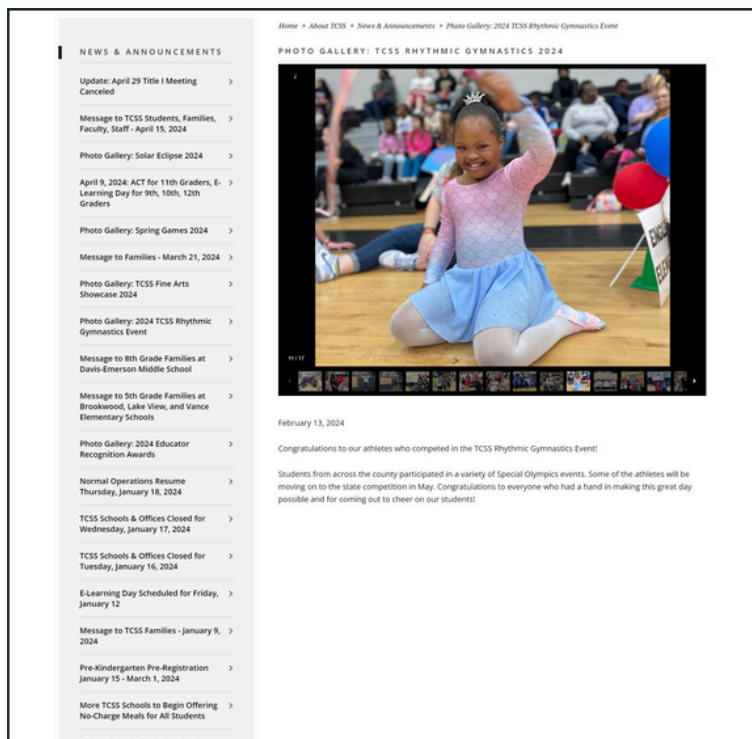 Home » About TCSS » News & Announcements » Photo Gallery: 2024 TCSS Rhythmic Gymnastics Event
NEWS & ANNOUNCEMENTS
Update: April 29 Title I Meeting
Canceled
Message to TCSS Students, Families,
Faculty, Staff - April 15, 2024
Photo Gallery: Solar Eclipse 2024
April 9, 2024: ACT for 11th Graders, E-
Learning Day for 9th, 10th, 12th
Graders
Photo Gallery: Spring Games 2024
Message to Families - March 21, 2024
Photo Gallery: TCSS Fine Arts
Showcase 2024
Photo Gallery: 2024 TCSS Rhythmic
Gymnastics Event
Message to 8th Grade Families at
Davis-Emerson Middle School
Message to 5th Grade Families at
Brookwood, Lake View, and Vance
Elementary Schools
Photo Gallery: 2024 Educator
Recognition Awards
Normal Operations Resume
Thursday, January 18, 2024
TCSS Schools & Offices Closed for
Wednesday, January 17, 2024
TCSS Schools & Offices Closed for
Tuesday, January 16, 2024
E-Learning Day Scheduled for Friday,
January 12
Message to TCSS Families - January 9,
2024
Pre-Kindergarten Pre-Registration
January 15 - March 1, 2024
More TCSS Schools to Begin Offering
No-Charge Meals for All Students
PHOTO GALLERY: TCSS RHYTHMIC GYMNASTICS 2024
11 / 17
February 13, 2024
Congratulations to our athletes who competed in the TCSS Rhythmic Gymnastics Event!
Students from across the county participated in a variety of Special Olympics events. Some of the athletes will be
moving on to the state competition in May. Congratulations to everyone who had a hand in making this great day
possible and for coming out to cheer on our students!